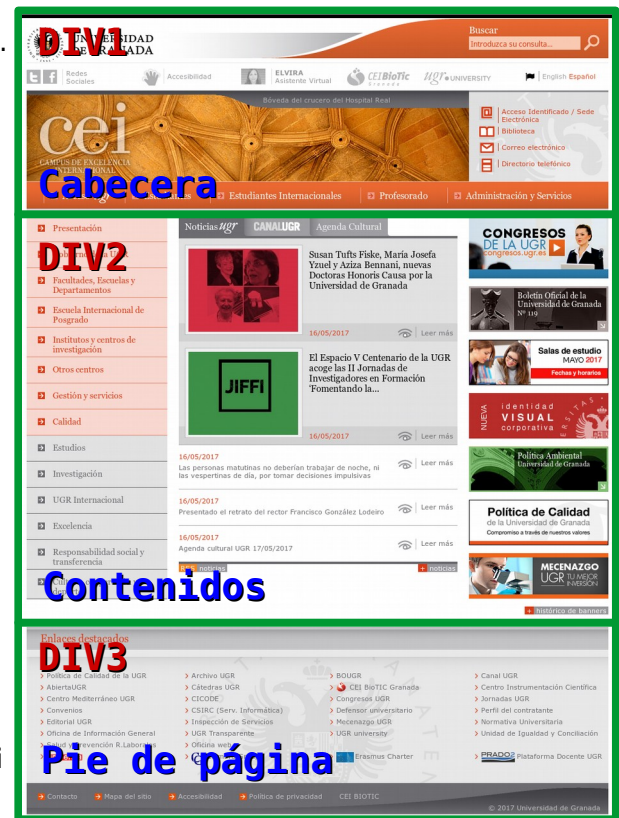 .
DIV1
UNIVERSIDAD
DE GRANADA
Buscar
Introduzca su consulta...
Redes
Sociales
Accesibilidad
ELVIRA
Asistente Virtual
CEI BioTic
Granada
UGR UNIVERSITY
English Español
Bóveda del crucero del Hospital Real
cei
CAMPUS DE EXCELENCIA
INTERNACIONAL
Acceso Identificado / Sede
Electrónica
Biblioteca
Correo electrónico
Directorio telefónico
Cabecera
Estudiantes Internacionales
Profesorado
Administración y Servicios
DIV2
Presentación
Facultades, Escuelas y
Departamentos
Escuela Internacional de
Posgrado
Institutos y centros de
investigación
Otros centros
Gestión y servicios
Calidad
Estudios
Investigación
UGR Internacional
Excelencia
Responsabilidad social y
transferencia
Noticias ugr
CANALUGR
Agenda Cultural
Susan Tufts Fiske, María Josefa
Yzuel y Aziza Bennani, nuevas
Doctoras Honoris Causa por la
Universidad de Granada
16/05/2017
Leer más
JIFFI
El Espacio V Centenario de la UGR
acoge las II Jornadas de
Investigadores en Formación
'Fomentando la...
16/05/2017
Leer más
16/05/2017
Las personas matutinas no deberían trabajar de noche, ni
las vespertinas de día, por tomar decisiones impulsivas
Leer más
16/05/2017
Presentado el retrato del rector Francisco González Lodeiro
Leer más
16/05/2017
Agenda cultural UGR 17/05/2017
Leer más
RSS noticias
+ noticias
CONGRESOS
DE LA UGR
congresos.ugr.es
Boletín Oficial de la
Universidad de Granada
Nº 119
Salas de estudio
MAYO 2017
Fechas y horarios
NUEVA
identidad
VISUAL
corporativa
Política Ambiental
Universidad de Granada
Política de Calidad
de la Universidad de Granada
Compromiso a través de nuestros valores
MECENAZGO
UGR TU MEJOR
INVERSIÓN
+ histórico de banners
Contenidos
Enlaces destacados
DIV3
Política de Calidad de la UGR
AbiertaUGR
Centro Mediterráneo UGR
Convenios
Editorial UGR
Oficina de Información General
Salud y Prevención R.Laborales
Archivo UGR
Cátedras UGR
CICODE
CSIRC (Serv. Informática)
Inspección de Servicios
UGR Transparente
Oficina web
BOUGR
CEI BioTIC Granada
Congresos UGR
Defensor universitario
Mecenazgo UGR
UGR university
Erasmus Charter
Canal UGR
Centro Instrumentación Científica
Jornadas UGR
Perfil del contratante
Normativa Universitaria
Unidad de Igualdad y Conciliación
PRADO2 Plataforma Docente UGR
i
Pie de página
Contacto
Mapa del sitio
Accesibilidad
Política de privacidad
CEI BIOTIC
© 2017 Universidad de Granada